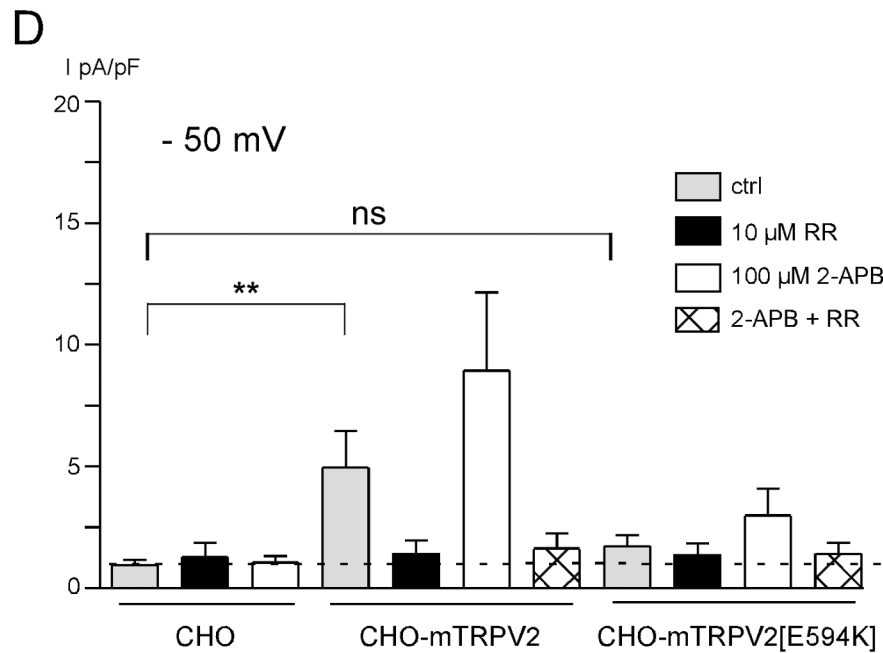 D
I pA/pF
20
- 50 mV
ctrl
15
ns
10 µM RR
**
100 µM 2-APB
10
2-APB + RR
5
0
CHO
CHO-mTRPV2
CHO-mTRPV2[E594K]